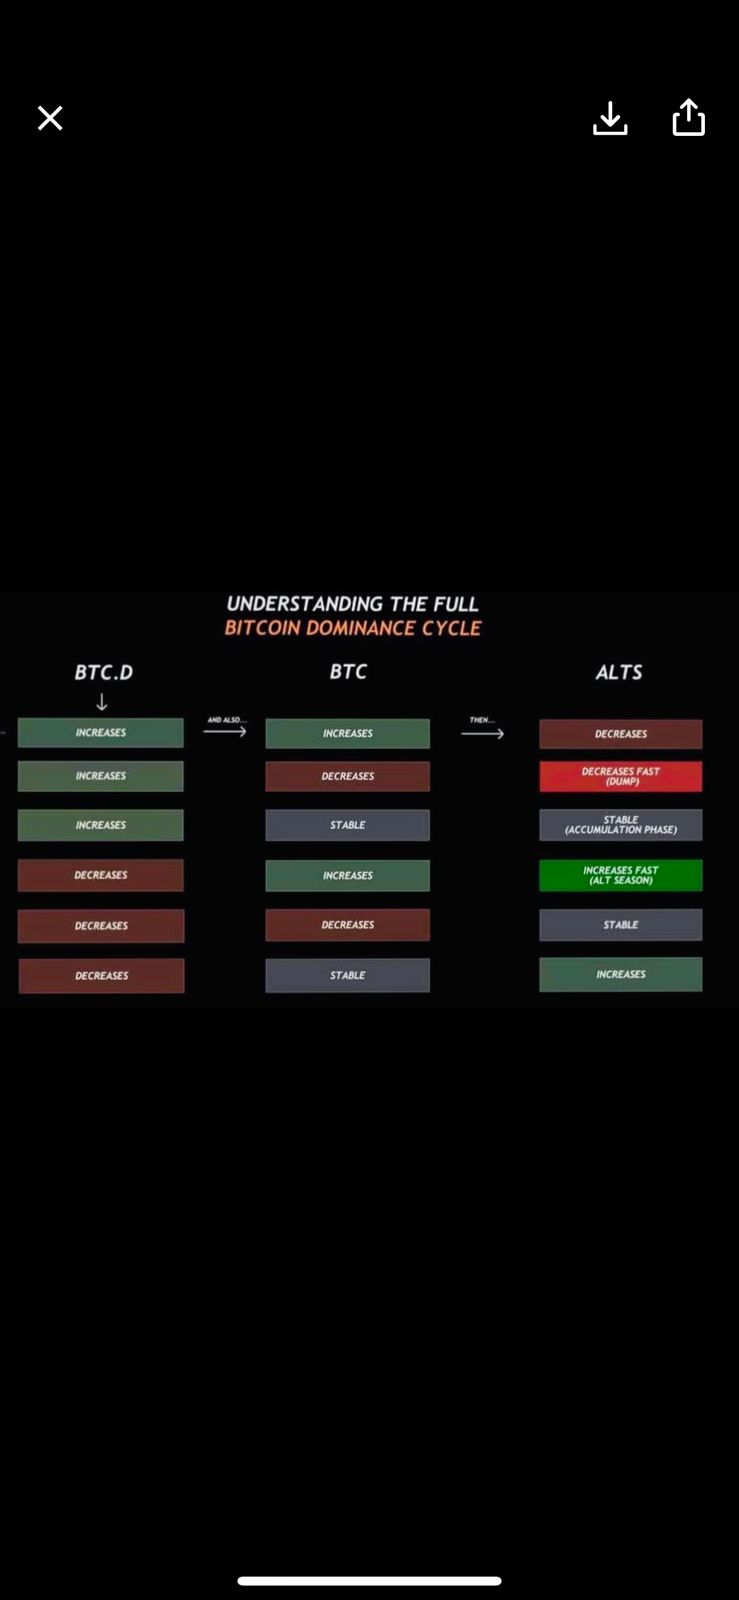 UNDERSTANDING THE FULL
BITCOIN DOMINANCE CYCLE
BTC.D BTC ALTS
INCREASES AND ALSO... INCREASES THEN... DECREASES
INCREASES DECREASES DECREASES FAST
(DUMP)
INCREASES STABLE STABLE
(ACCUMULATION PHASE)
DECREASES INCREASES INCREASES FAST
(ALT SEASON)
DECREASES DECREASES STABLE
DECREASES STABLE INCREASES